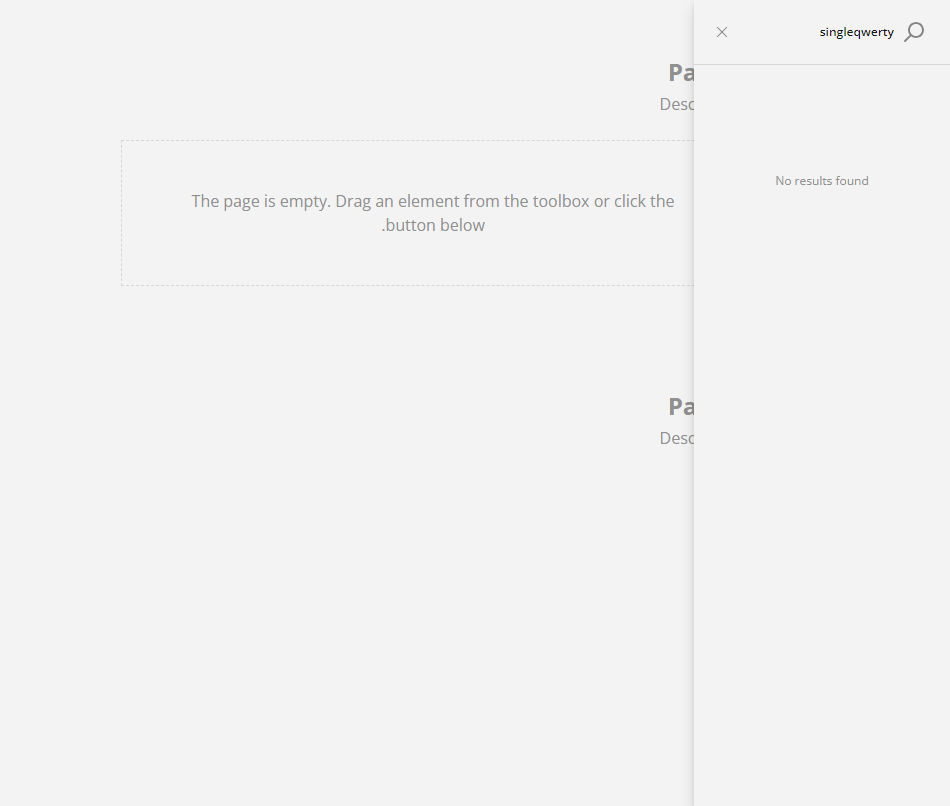 singleqwerty
No results found
Pa
Desc
The page is empty. Drag an element from the toolbox or click the
.button below
Pa
Desc